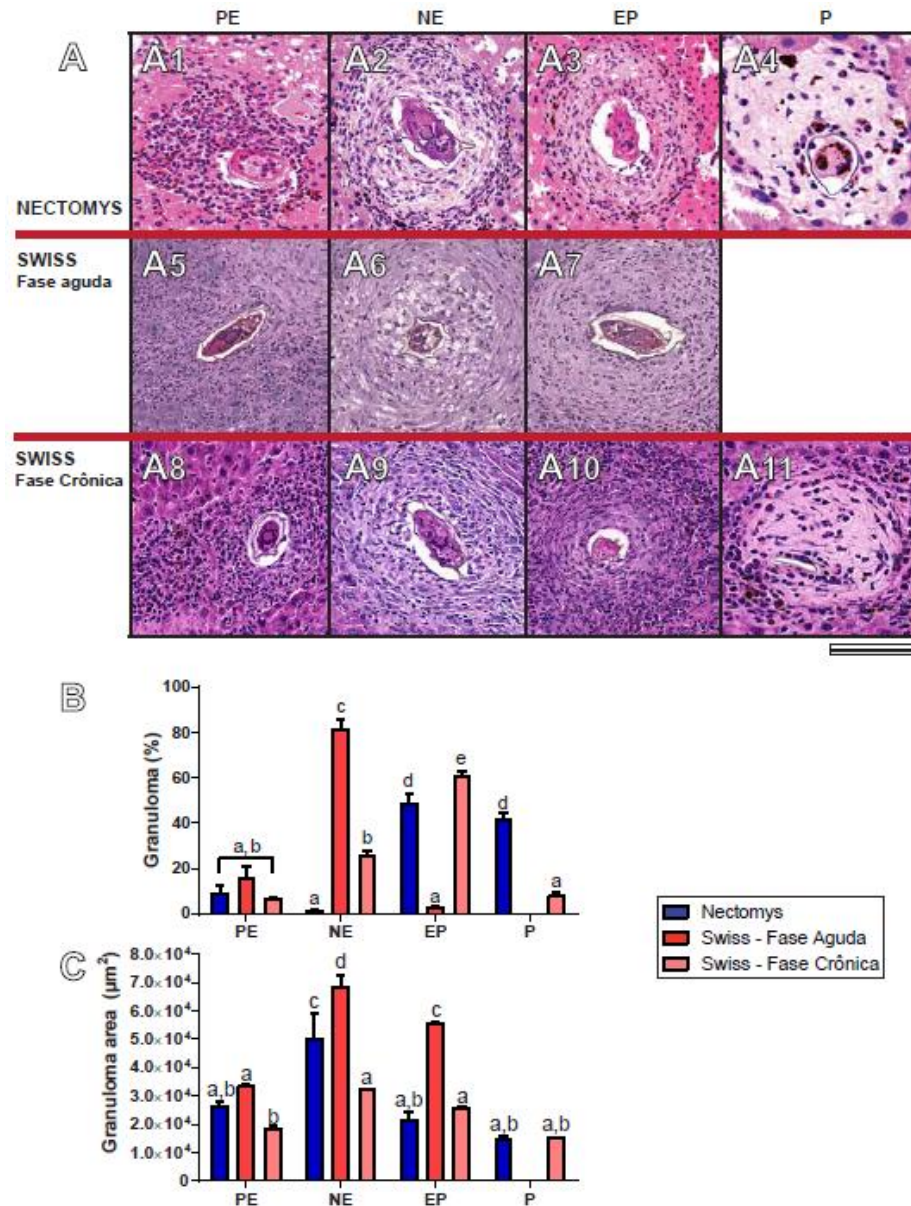 PE NE EP P
A
A1 A2 A3 A4
NECTOMYS
SWISS
Fase aguda
A5 A6 A7
SWISS
Fase Crônica
A8 A9 A10 A11
B
Granuloma (%)
100
80
60
40
20
0
a,b
a
c
b
d
a
e
d
a
PE NE EP P
Nectomys
Swiss - Fase Aguda
Swiss - Fase Crônica
C
Granuloma area (µm²)
8.0×10⁴
7.0×10⁴
6.0×10⁴
5.0×10⁴
4.0×10⁴
3.0×10⁴
2.0×10⁴
1.0×10⁴
0
a,b
a
b
c
d
a
a,b
c
a
a,b
a,b
PE NE EP P